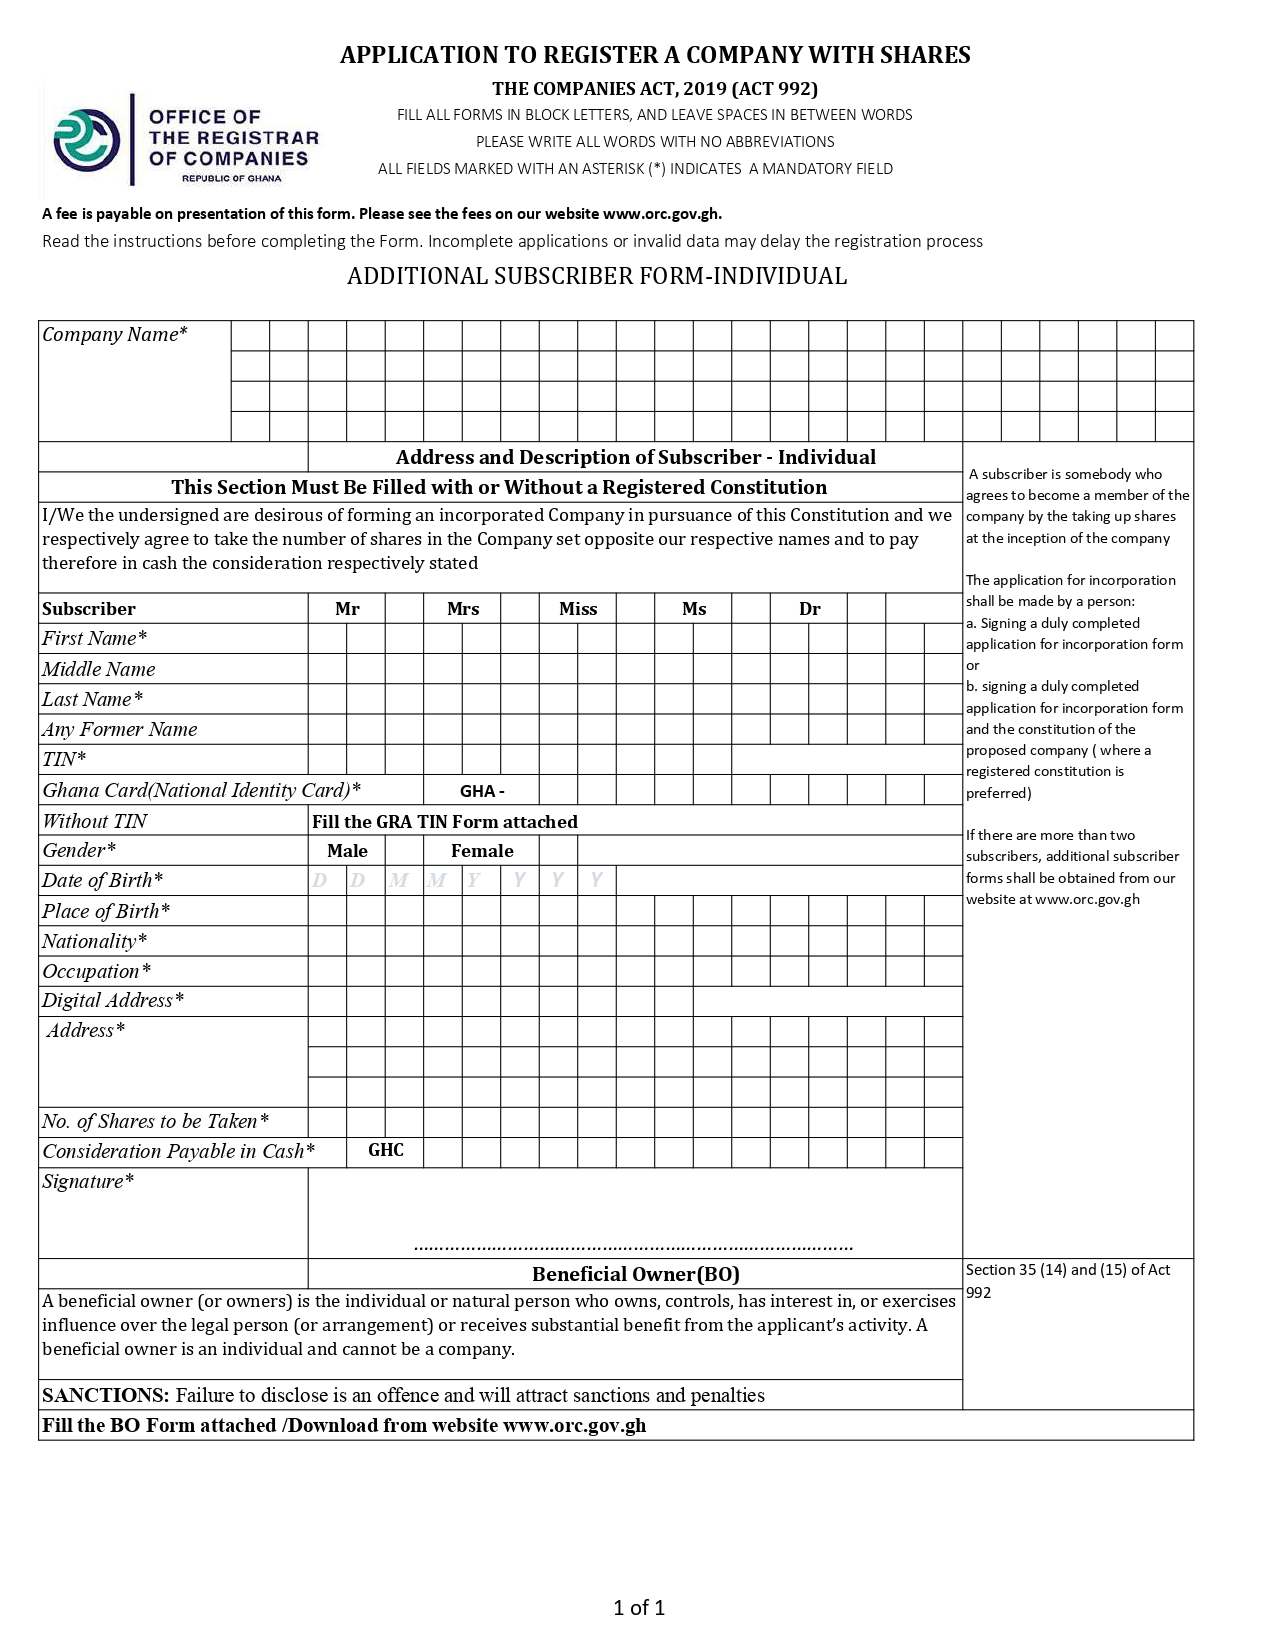 APPLICATION TO REGISTER A COMPANY WITH SHARES
THE COMPANIES ACT, 2019 (ACT 992)
FILL ALL FORMS IN BLOCK LETTERS, AND LEAVE SPACES IN BETWEEN WORDS
PLEASE WRITE ALL WORDS WITH NO ABBREVIATIONS
ALL FIELDS MARKED WITH AN ASTERISK (*) INDICATES A MANDATORY FIELD
OFFICE OF
THE REGISTRAR
OF COMPANIES
REPUBLIC OF GHANA
A fee is payable on presentation of this form. Please see the fees on our website www.orc.gov.gh.
Read the instructions before completing the Form. Incomplete applications or invalid data may delay the registration process
ADDITIONAL SUBSCRIBER FORM-INDIVIDUAL
Company Name*
Address and Description of Subscriber - Individual
This Section Must Be Filled with or Without a Registered Constitution
I/We the undersigned are desirous of forming an incorporated Company in pursuance of this Constitution and we
respectively agree to take the number of shares in the Company set opposite our respective names and to pay
therefore in cash the consideration respectively stated
Subscriber Mr Mrs Miss Ms Dr
First Name*
Middle Name
Last Name*
Any Former Name
TIN*
Ghana Card(National Identity Card)* GHA -
Without TIN Fill the GRA TIN Form attached
Gender* Male Female
Date of Birth* D D M M Y Y Y Y
Place of Birth*
Nationality*
Occupation*
Digital Address*
Address*
No. of Shares to be Taken*
Consideration Payable in Cash* GHC
Signature*
A subscriber is somebody who
agrees to become a member of the
company by the taking up shares
at the inception of the company
The application for incorporation
shall be made by a person:
a. Signing a duly completed
application for incorporation form
or
b. signing a duly completed
application for incorporation form
and the constitution of the
proposed company ( where a
registered constitution is
preferred)
If there are more than two
subscribers, additional subscriber
forms shall be obtained from our
website at www.orc.gov.gh
Beneficial Owner(BO)
A beneficial owner (or owners) is the individual or natural person who owns, controls, has interest in, or exercises
influence over the legal person (or arrangement) or receives substantial benefit from the applicant's activity. A
beneficial owner is an individual and cannot be a company.
Section 35 (14) and (15) of Act
992
SANCTIONS: Failure to disclose is an offence and will attract sanctions and penalties
Fill the BO Form attached /Download from website www.orc.gov.gh
1 of 1